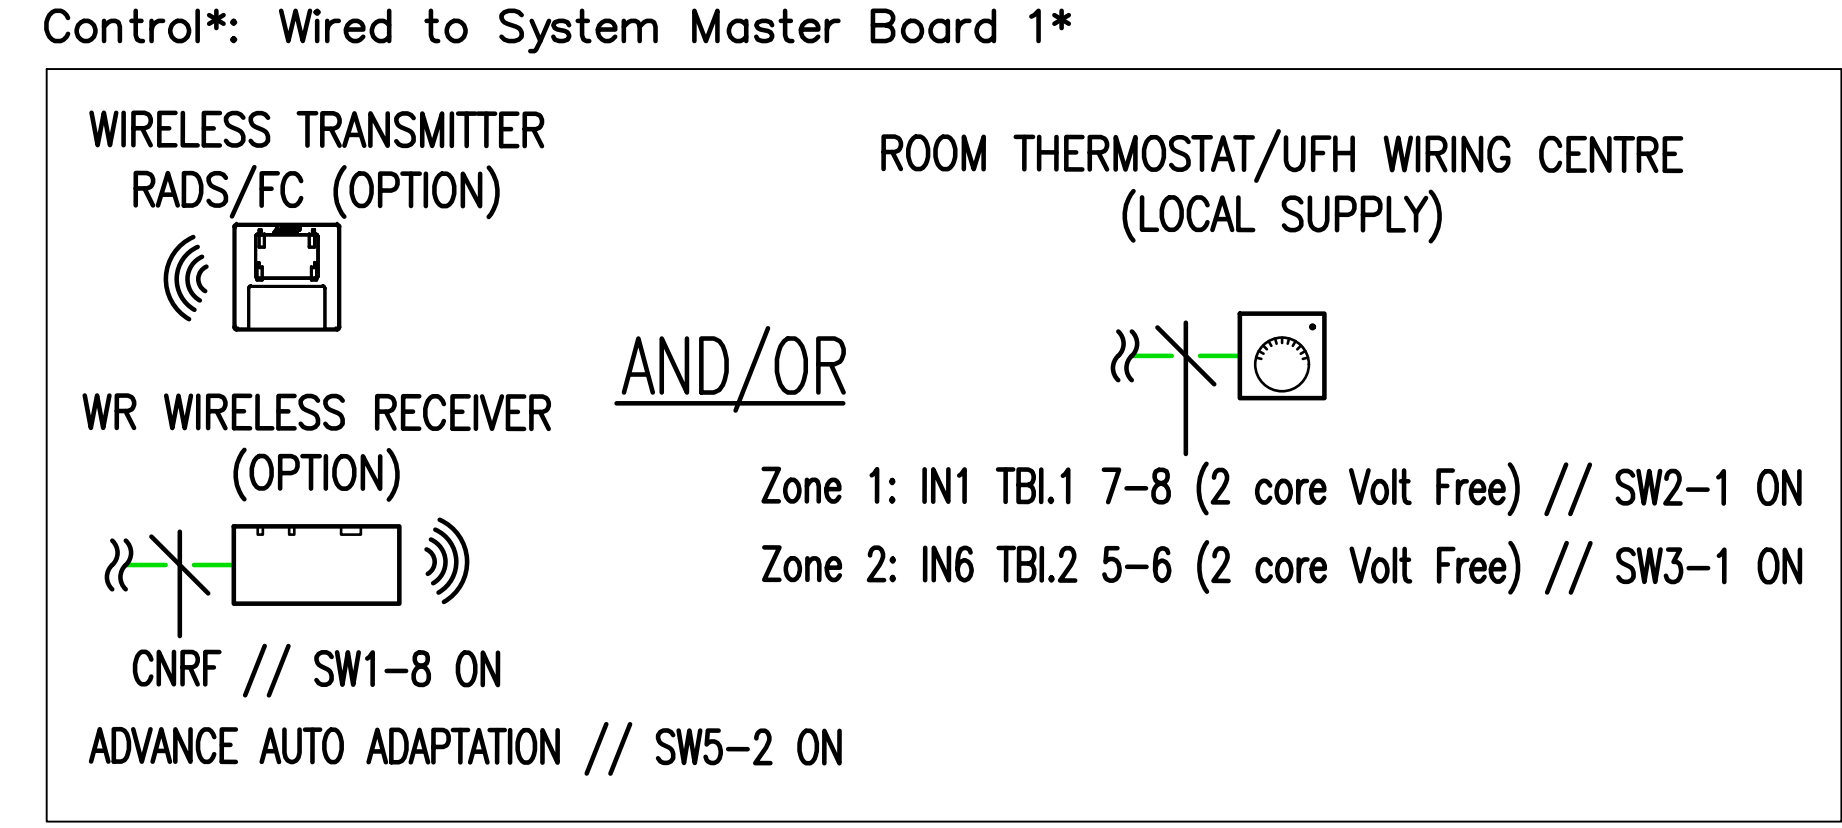 Control*: Wired to System Master Board 1*
WIRELESS TRANSMITTER
RADS/FC (OPTION)
WR WIRELESS RECEIVER
(OPTION)
CNRF // SW1-8 ON
ADVANCE AUTO ADAPTATION // SW5-2 ON
AND/OR
ROOM THERMOSTAT/UFH WIRING CENTRE
(LOCAL SUPPLY)
Zone 1: IN1 TBI.1 7-8 (2 core Volt Free) // SW2-1 ON
Zone 2: IN6 TBI.2 5-6 (2 core Volt Free) // SW3-1 ON